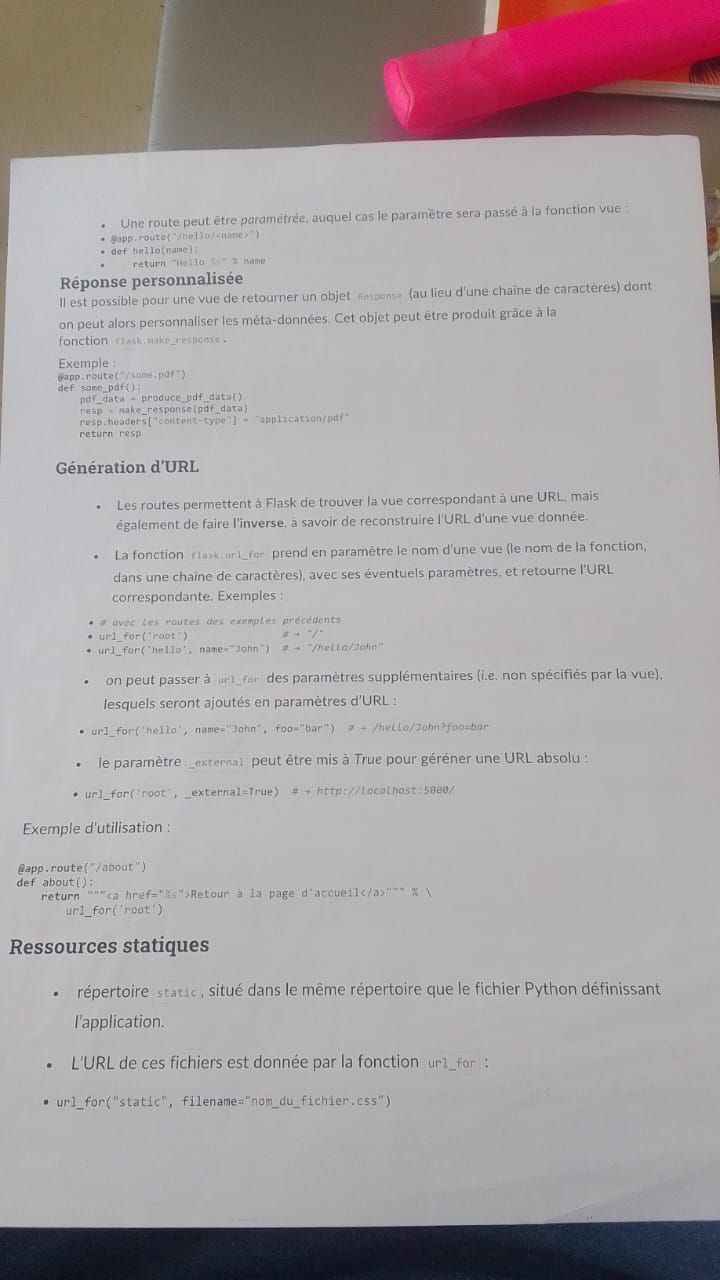 • Une route peut être paramétrée, auquel cas le paramètre sera passé à la fonction vue :
• @app.route("/hello/<name>")
• def hello(name):
• return "Hello %s" % name
Réponse personnalisée
Il est possible pour une vue de retourner un objet Response (au lieu d'une chaîne de caractères) dont
on peut alors personnaliser les méta-données. Cet objet peut être produit grâce à la
fonction flask.make_response.
Exemple :
@app.route("/some.pdf")
def some_pdf():
pdf_data = produce_pdf_data()
resp = make_response(pdf_data)
resp.headers["content-type"] = "application/pdf"
return resp
Génération d'URL
• Les routes permettent à Flask de trouver la vue correspondant à une URL, mais
également de faire l'inverse, à savoir de reconstruire l'URL d'une vue donnée.
• La fonction flask.url_for prend en paramètre le nom d'une vue (le nom de la fonction,
dans une chaîne de caractères), avec ses éventuels paramètres, et retourne l'URL
correspondante. Exemples :
• # avec les routes des exemples précédents
• url_for('root') # → "/"
• url_for('hello', name="John") # → "/hello/John"
• on peut passer à url_for des paramètres supplémentaires (i.e. non spécifiés par la vue),
lesquels seront ajoutés en paramètres d'URL :
• url_for('hello', name="John", foo="bar") # → /hello/John?foo=bar
• le paramètre _external peut être mis à True pour géréner une URL absolu :
• url_for('root', _external=True) # → http://localhost:5000/
Exemple d'utilisation :
@app.route("/about")
def about():
return """<a href="%s">Retour à la page d'accueil</a>""" % \
url_for('root')
Ressources statiques
• répertoire static, situé dans le même répertoire que le fichier Python définissant
l'application.
• L'URL de ces fichiers est donnée par la fonction url_for :
• url_for("static", filename="nom_du_fichier.css")